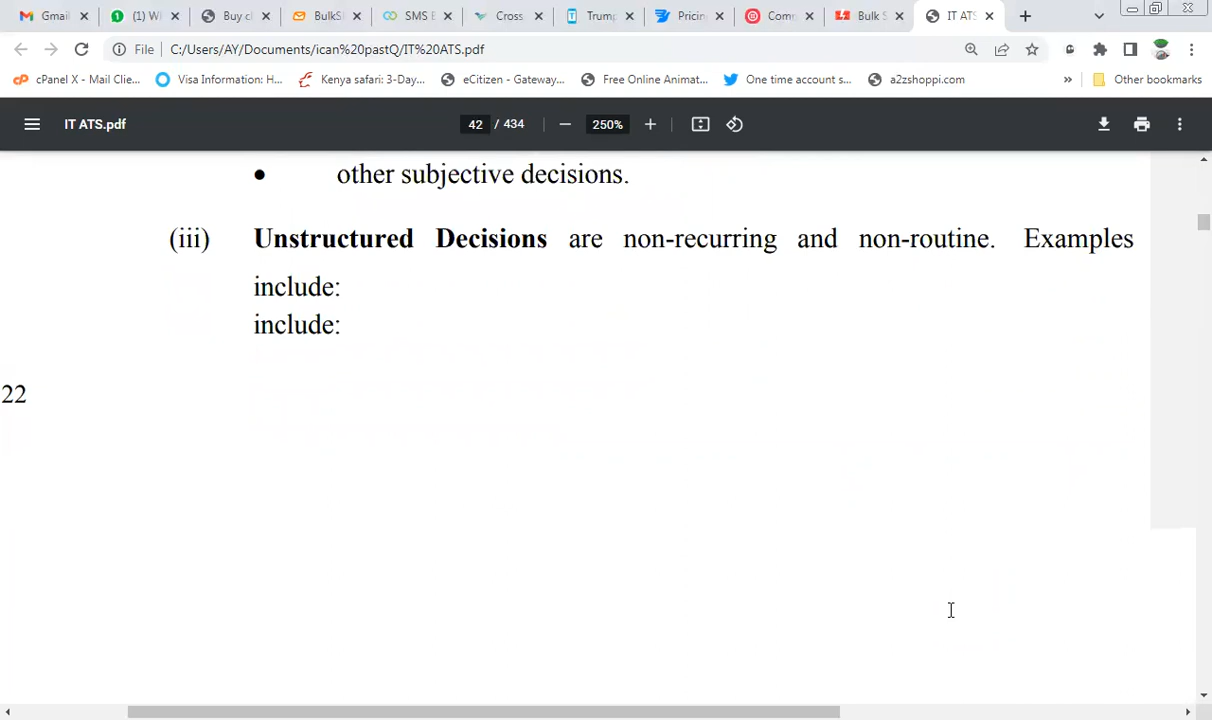 Gmail
(1) W
Buy c
BulkS
SMS E
Cross
Trump
Pricin
Comm
Bulk S
IT ATS
File
C:/Users/AY/Documents/ican%20pastQ/IT%20ATS.pdf
cPanel X - Mail Clie...
Visa Information: H...
Kenya safari: 3-Day...
eCitizen - Gateway...
Free Online Animat...
One time account s...
a2zshoppi.com
»
Other bookmarks
IT ATS.pdf
42 / 434
250%
• other subjective decisions.
(iii) Unstructured Decisions are non-recurring and non-routine. Examples
include:
include:
22